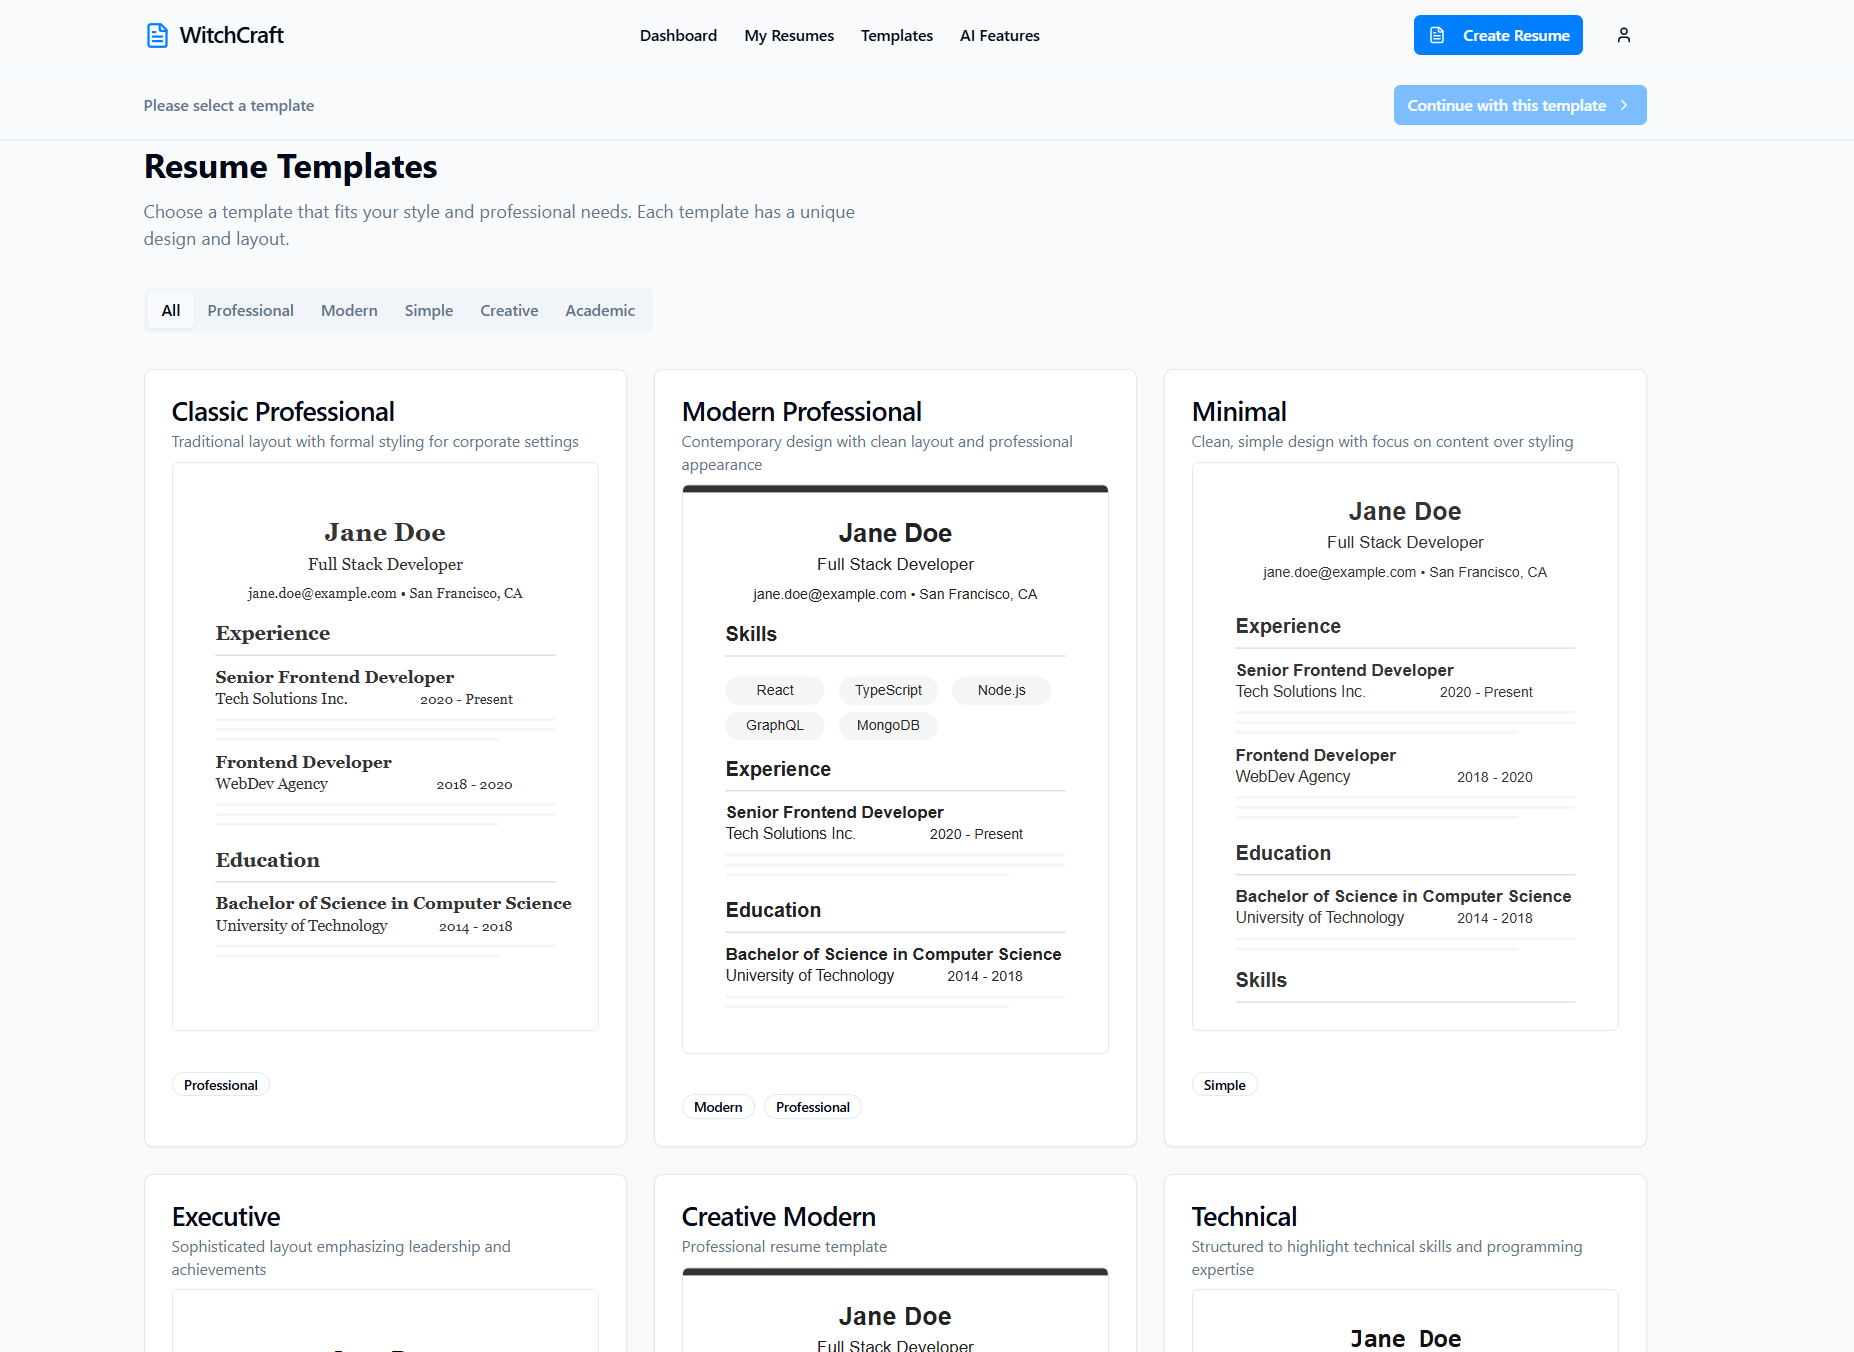 WitchCraft
Dashboard
My Resumes
Templates
AI Features
Create Resume
Please select a template
Continue with this template
Resume Templates
Choose a template that fits your style and professional needs. Each template has a unique
design and layout.
All
Professional
Modern
Simple
Creative
Academic
Classic Professional
Traditional layout with formal styling for corporate settings
Jane Doe
Full Stack Developer
jane.doe@example.com • San Francisco, CA
Experience
Senior Frontend Developer
Tech Solutions Inc. 2020 - Present
Frontend Developer
WebDev Agency 2018 - 2020
Education
Bachelor of Science in Computer Science
University of Technology 2014 - 2018
Professional
Modern Professional
Contemporary design with clean layout and professional
appearance
Jane Doe
Full Stack Developer
jane.doe@example.com • San Francisco, CA
Skills
React TypeScript Node.js
GraphQL MongoDB
Experience
Senior Frontend Developer
Tech Solutions Inc. 2020 - Present
Education
Bachelor of Science in Computer Science
University of Technology 2014 - 2018
Modern Professional
Minimal
Clean, simple design with focus on content over styling
Jane Doe
Full Stack Developer
jane.doe@example.com • San Francisco, CA
Experience
Senior Frontend Developer
Tech Solutions Inc. 2020 - Present
Frontend Developer
WebDev Agency 2018 - 2020
Education
Bachelor of Science in Computer Science
University of Technology 2014 - 2018
Skills
Simple
Executive
Sophisticated layout emphasizing leadership and
achievements
Creative Modern
Professional resume template
Jane Doe
Full Stack Developer
Technical
Structured to highlight technical skills and programming
expertise
Jane Doe